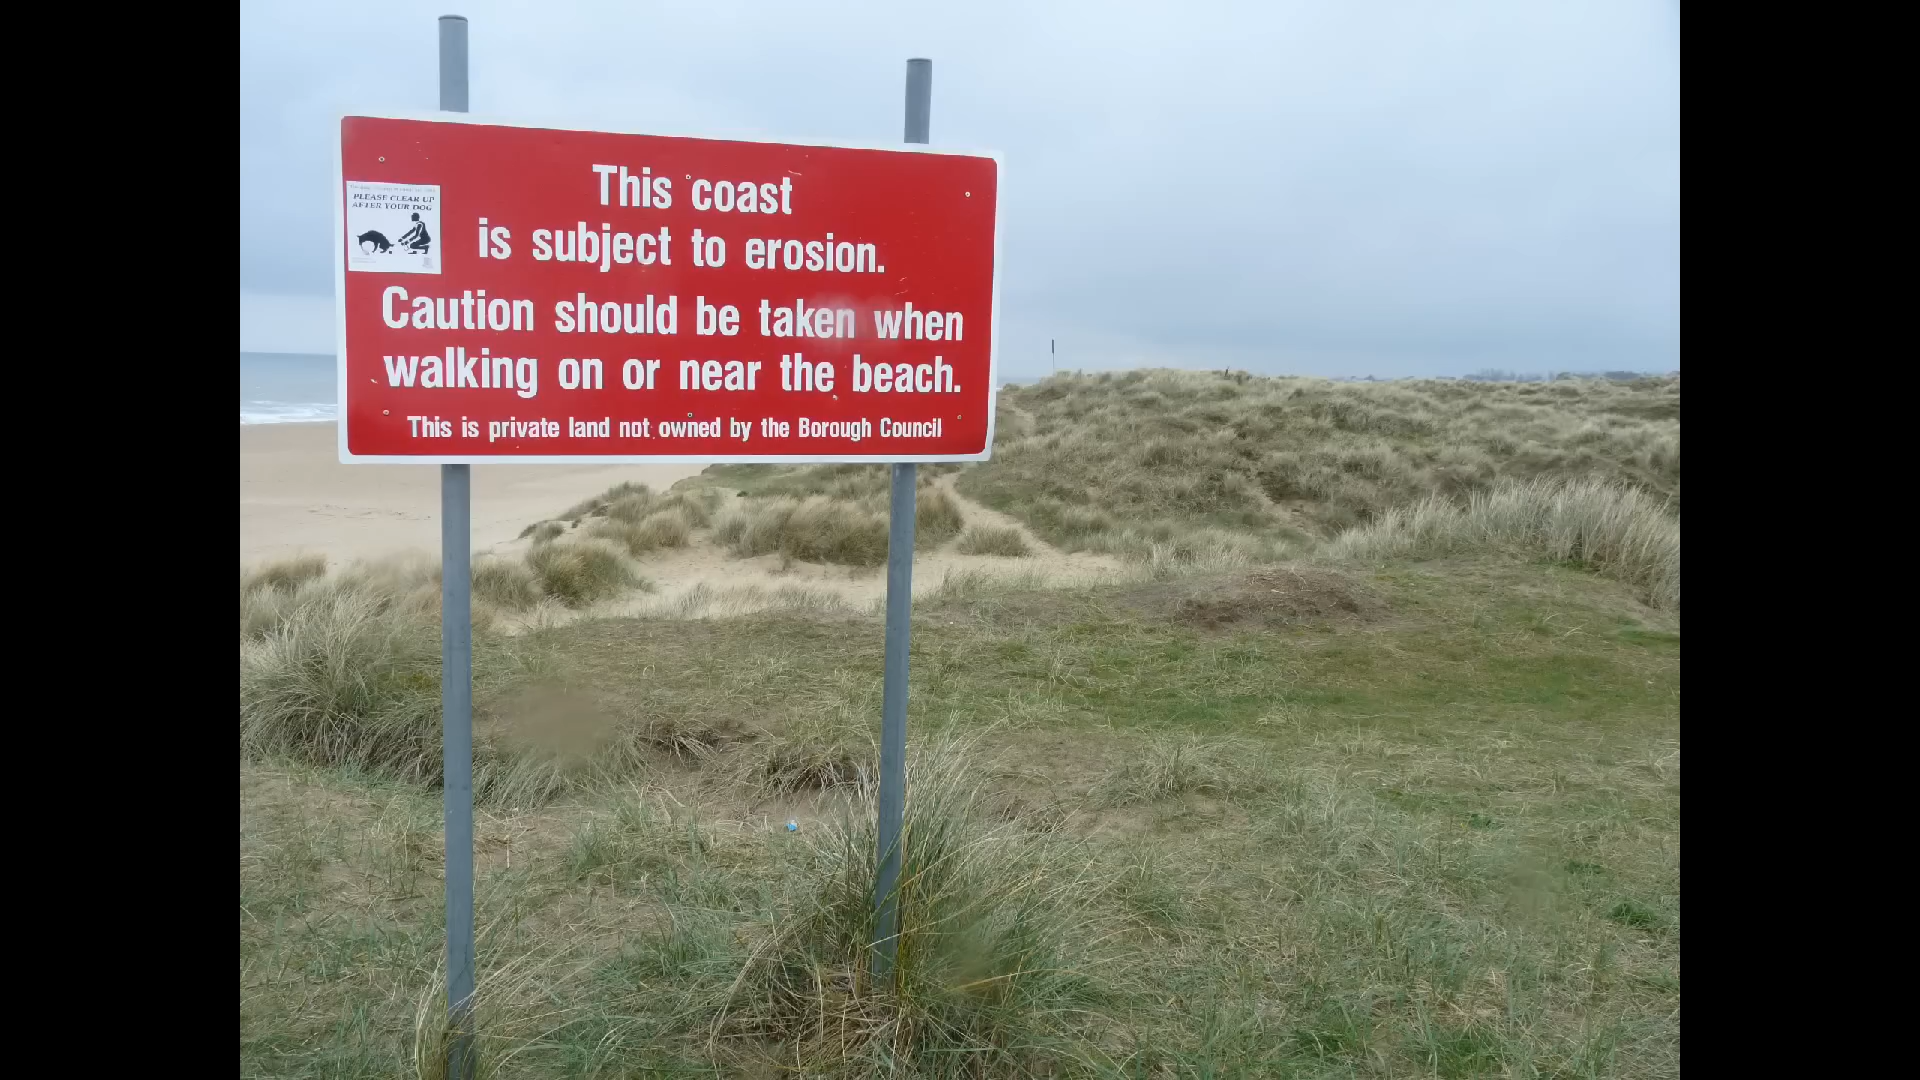 This coast
is subject to erosion.
Caution should be taken when
walking on or near the beach.
This is private land not owned by the Borough Council
PLEASE CLEAR UP
AFTER YOUR DOG